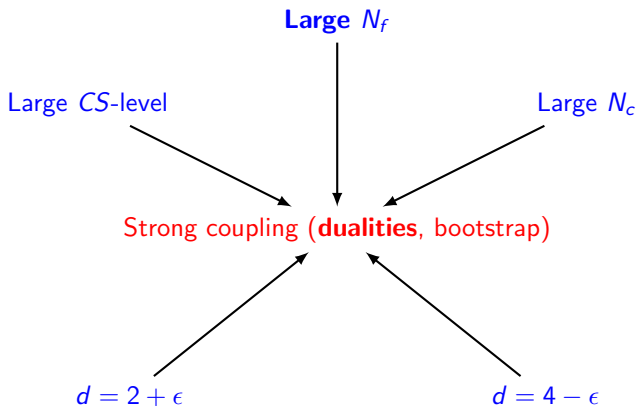 Large N_f
Large CS-level
Large N_c
Strong coupling (dualities, bootstrap)
d = 2 + ϵ
d = 4 − ϵ